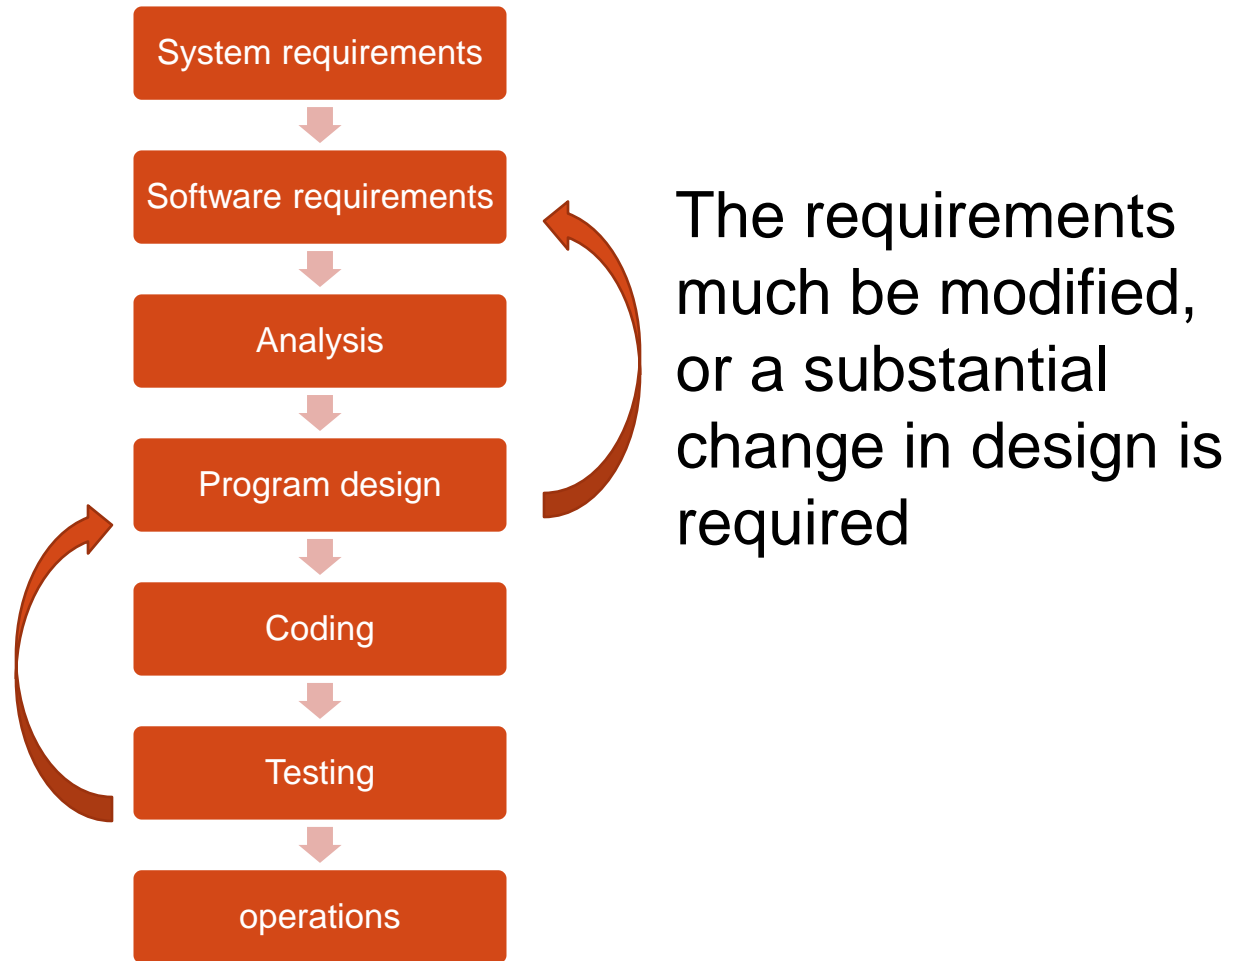 System requirements
Software requirements
Analysis
Program design
Coding
Testing
operations
The requirements
much be modified,
or a substantial
change in design is
required